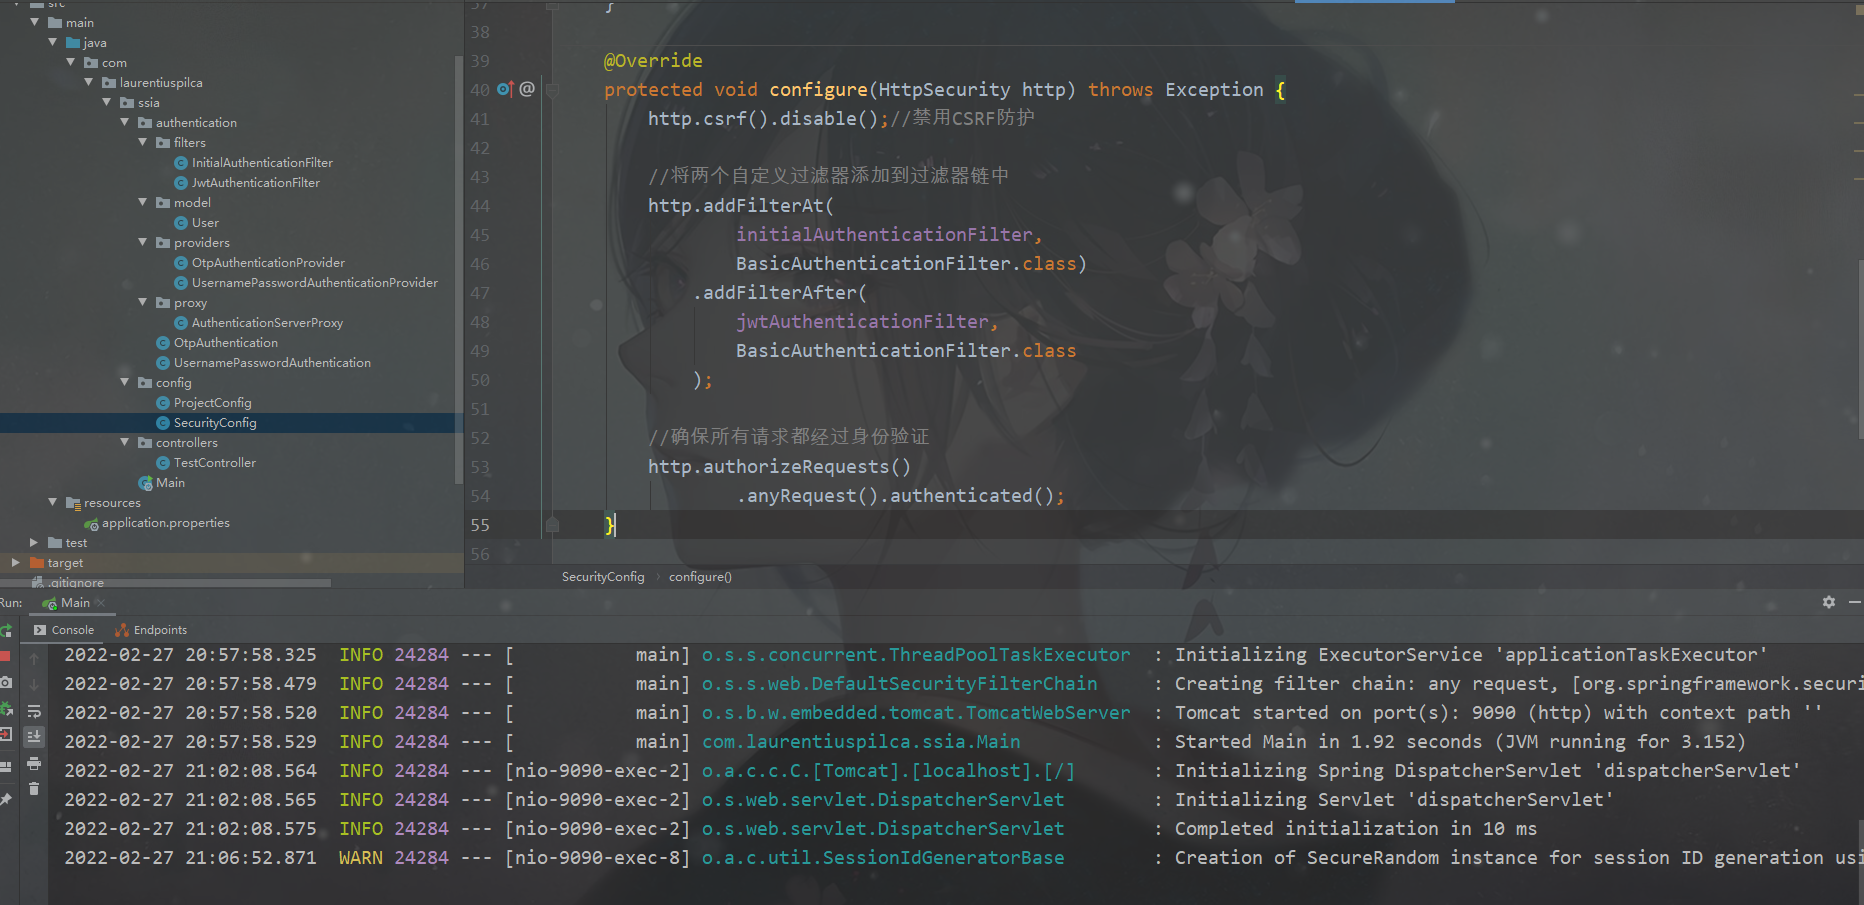 src
main
java
com
laurentiuspilca
ssia
authentication
filters
InitialAuthenticationFilter
JwtAuthenticationFilter
model
User
providers
OtpAuthenticationProvider
UsernamePasswordAuthenticationProvider
proxy
AuthenticationServerProxy
OtpAuthentication
UsernamePasswordAuthentication
config
ProjectConfig
SecurityConfig
controllers
TestController
Main
resources
application.properties
test
target
.gitignore
37 }
38
39 @Override
40 @ protected void configure(HttpSecurity http) throws Exception {
41 http.csrf().disable();//禁用CSRF防护
42
43 //将两个自定义过滤器添加到过滤器链中
44 http.addFilterAt(
45 initialAuthenticationFilter,
46 BasicAuthenticationFilter.class)
47 .addFilterAfter(
48 jwtAuthenticationFilter,
49 BasicAuthenticationFilter.class
50 );
51
52 //确保所有请求都经过身份验证
53 http.authorizeRequests()
54 .anyRequest().authenticated();
55 }
56
SecurityConfig › configure()
Run: Main ×
Console Endpoints
2022-02-27 20:57:58.325 INFO 24284 --- [ main] o.s.s.concurrent.ThreadPoolTaskExecutor : Initializing ExecutorService 'applicationTaskExecutor'
2022-02-27 20:57:58.479 INFO 24284 --- [ main] o.s.s.web.DefaultSecurityFilterChain : Creating filter chain: any request, [org.springframework.securi
2022-02-27 20:57:58.520 INFO 24284 --- [ main] o.s.b.w.embedded.tomcat.TomcatWebServer : Tomcat started on port(s): 9090 (http) with context path ''
2022-02-27 20:57:58.529 INFO 24284 --- [ main] com.laurentiuspilca.ssia.Main : Started Main in 1.92 seconds (JVM running for 3.152)
2022-02-27 21:02:08.564 INFO 24284 --- [nio-9090-exec-2] o.a.c.c.C.[Tomcat].[localhost].[/] : Initializing Spring DispatcherServlet 'dispatcherServlet'
2022-02-27 21:02:08.565 INFO 24284 --- [nio-9090-exec-2] o.s.web.servlet.DispatcherServlet : Initializing Servlet 'dispatcherServlet'
2022-02-27 21:02:08.575 INFO 24284 --- [nio-9090-exec-2] o.s.web.servlet.DispatcherServlet : Completed initialization in 10 ms
2022-02-27 21:06:52.871 WARN 24284 --- [nio-9090-exec-8] o.a.c.util.SessionIdGeneratorBase : Creation of SecureRandom instance for session ID generation usi